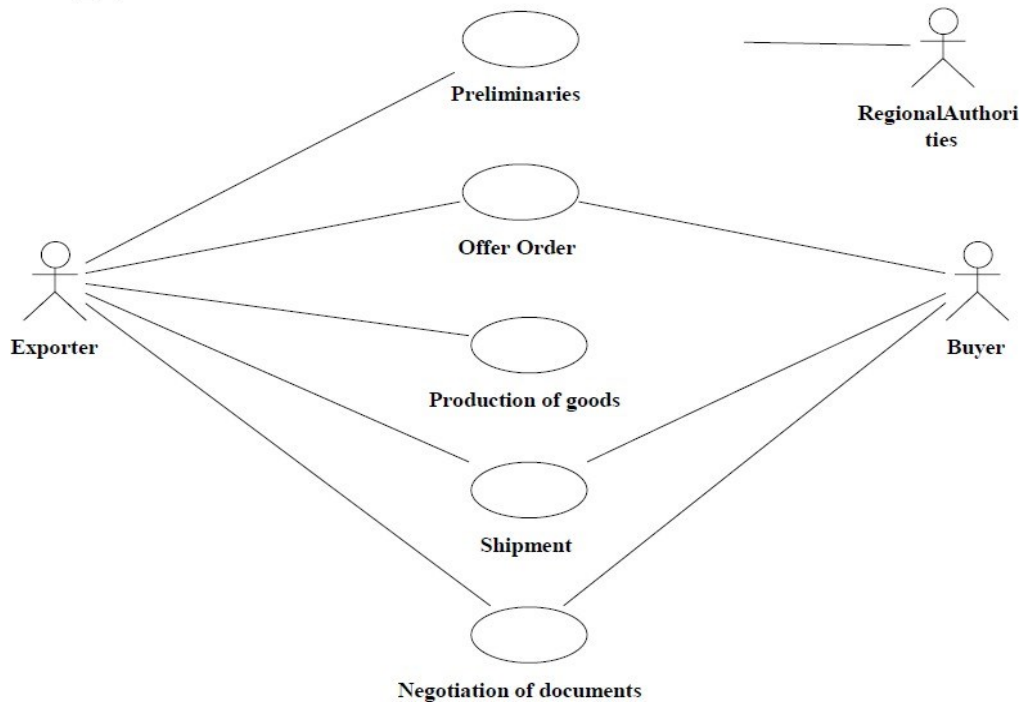 Preliminaries
RegionalAuthori
ties
Offer Order
Exporter
Buyer
Production of goods
Shipment
Negotiation of documents